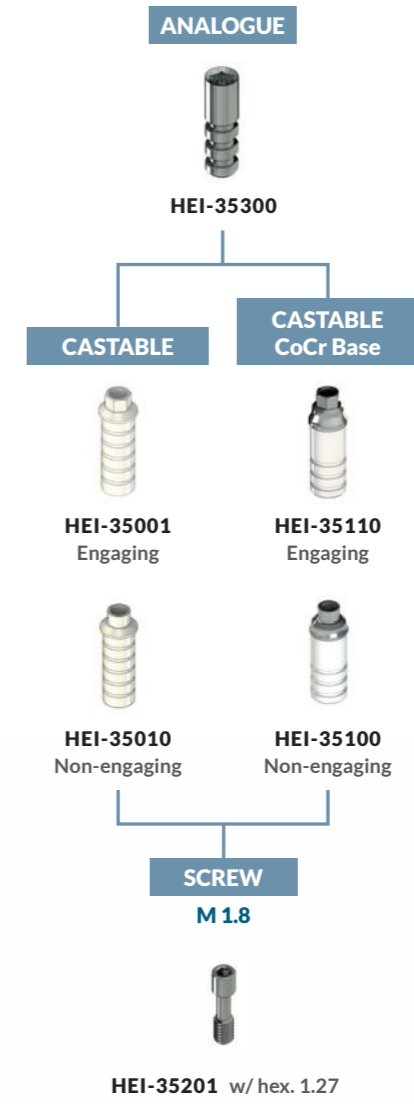 ANALOGUE
HEI-35300
CASTABLE
CASTABLE
CoCr Base
HEI-35001
Engaging
HEI-35110
Engaging
HEI-35010
Non-engaging
HEI-35100
Non-engaging
SCREW
M 1.8
HEI-35201 w/ hex. 1.27